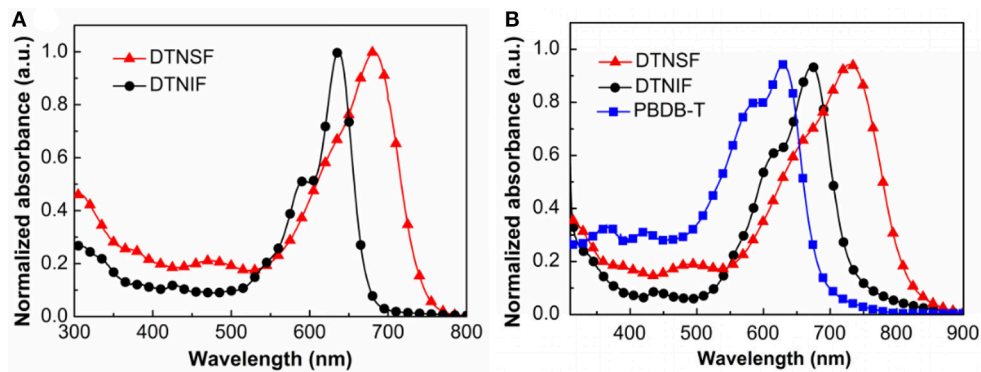 A
DTNSF
DTNIF
Normalized absorbance (a.u.)
1.0
0.8
0.6
0.4
0.2
0.0
300 400 500 600 700 800
Wavelength (nm)
B
DTNSF
DTNIF
PBDB-T
Normalized absorbance (a.u.)
1.0
0.8
0.6
0.4
0.2
0.0
400 500 600 700 800 900
Wavelength (nm)